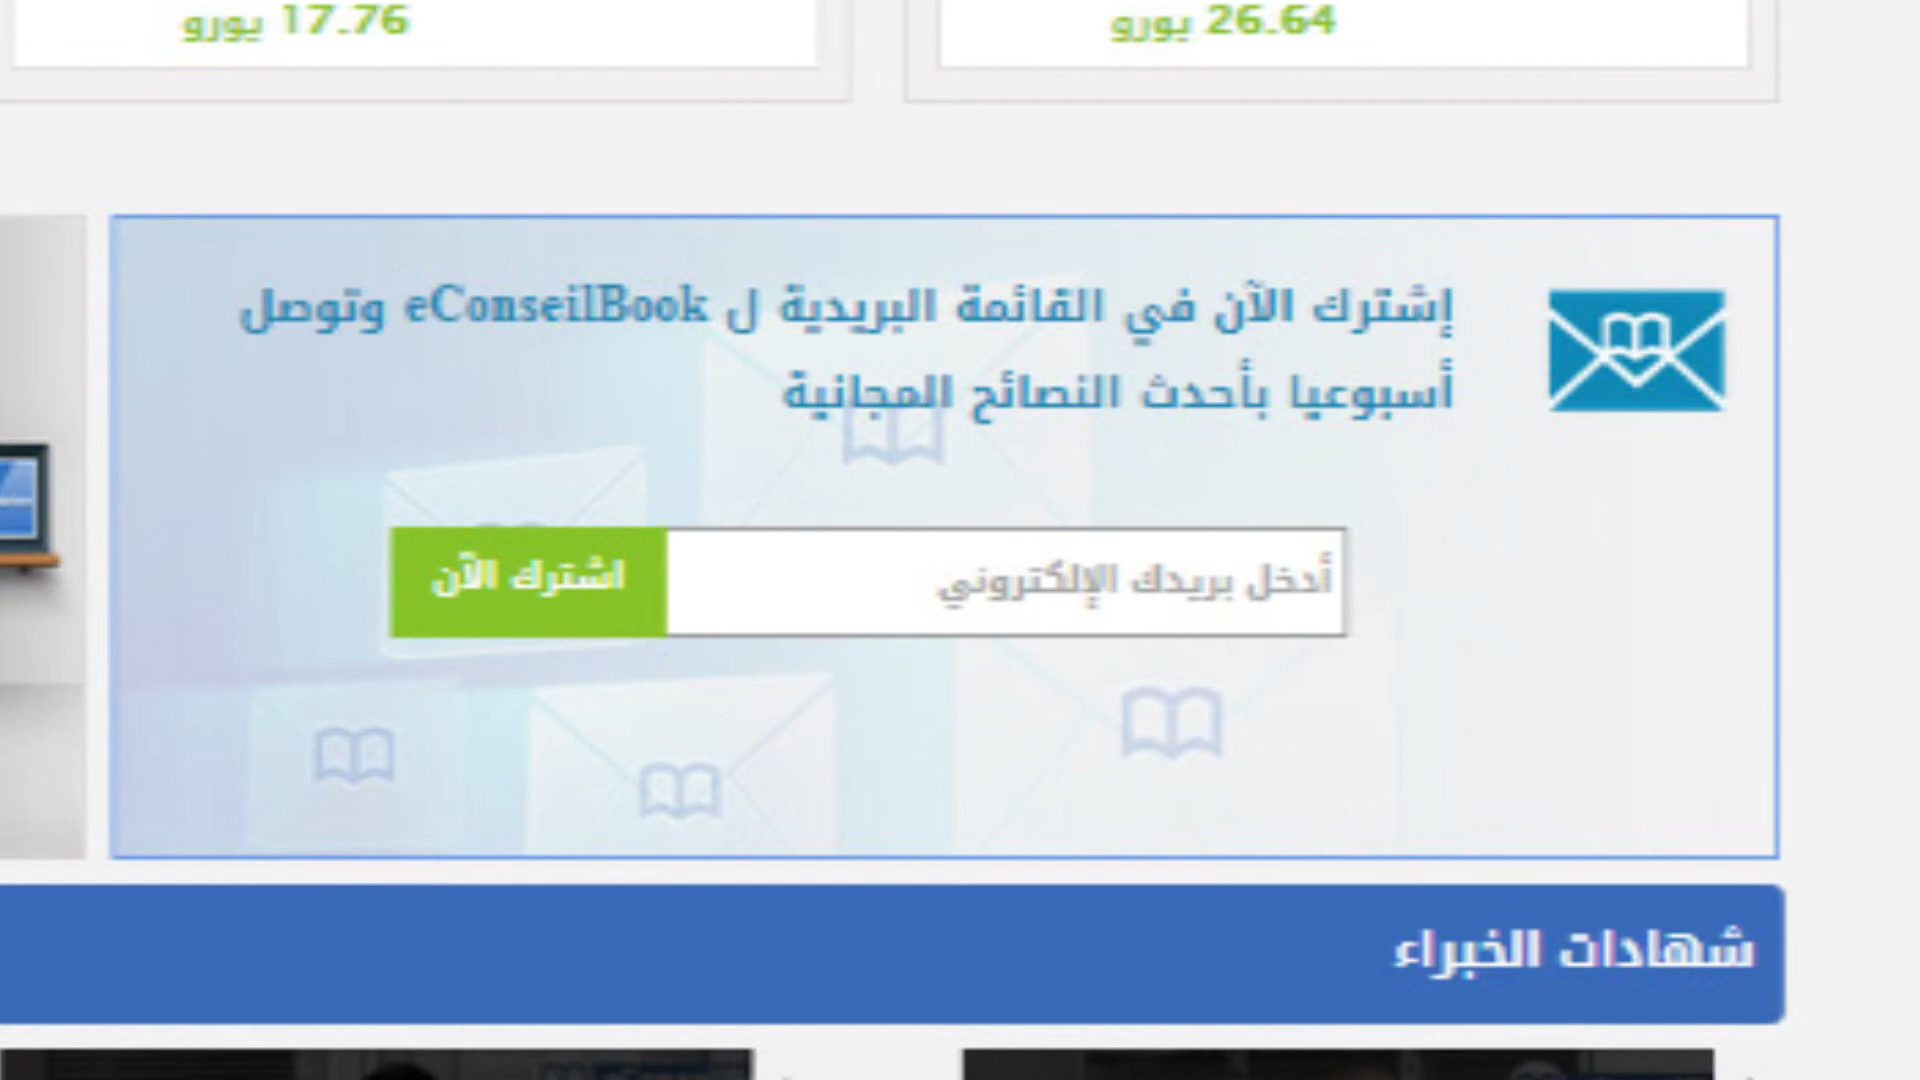 26.64 يورو
17.76 يورو
إشترك الآن في القائمة البريدية ل eConseilBook وتوصل
أسبوعيا بأحدث النصائح المجانية
أدخل بريدك الإلكتروني
اشترك الآن
شهادات الخبراء